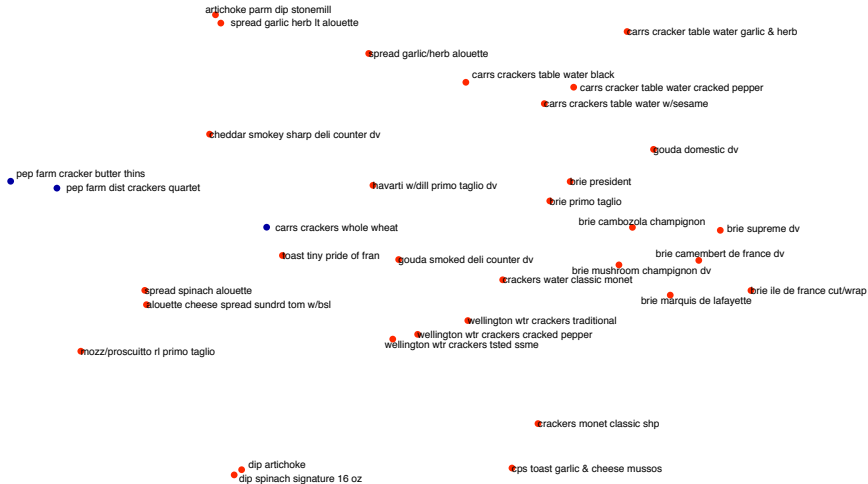 artichoke parm dip stonemill
spread garlic herb lt alouette
carrs cracker table water garlic & herb
spread garlic/herb alouette
carrs crackers table water black
carrs cracker table water cracked pepper
carrs crackers table water w/sesame
cheddar smokey sharp deli counter dv
gouda domestic dv
pep farm cracker butter thins
pep farm dist crackers quartet
havarti w/dill primo taglio dv
brie president
brie primo taglio
brie cambozola champignon
carrs crackers whole wheat
brie supreme dv
toast tiny pride of fran
gouda smoked deli counter dv
brie camembert de france dv
brie mushroom champignon dv
crackers water classic monet
spread spinach alouette
brie ile de france cut/wrap
brie marquis de lafayette
alouette cheese spread sundrd tom w/bsl
wellington wtr crackers traditional
wellington wtr crackers cracked pepper
wellington wtr crackers tsted ssme
mozz/proscuitto rl primo taglio
crackers monet classic shp
dip artichoke
cps toast garlic & cheese mussos
dip spinach signature 16 oz